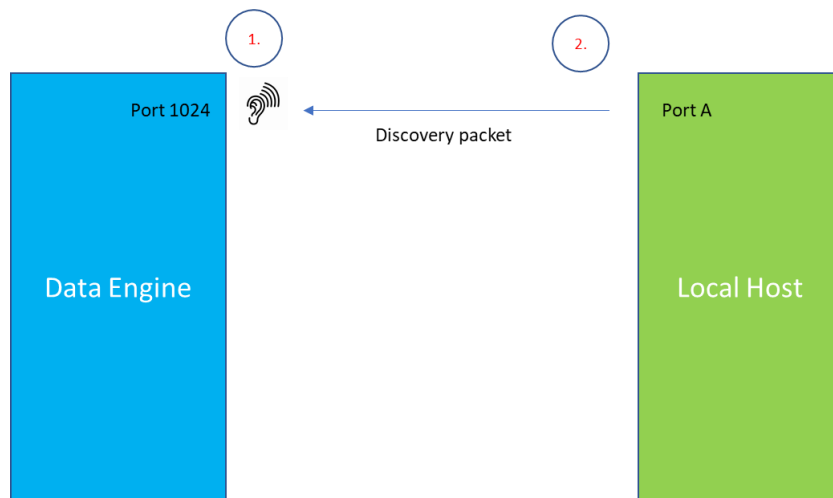 1.
2.
Port 1024
Port A
Discovery packet
Data Engine
Local Host